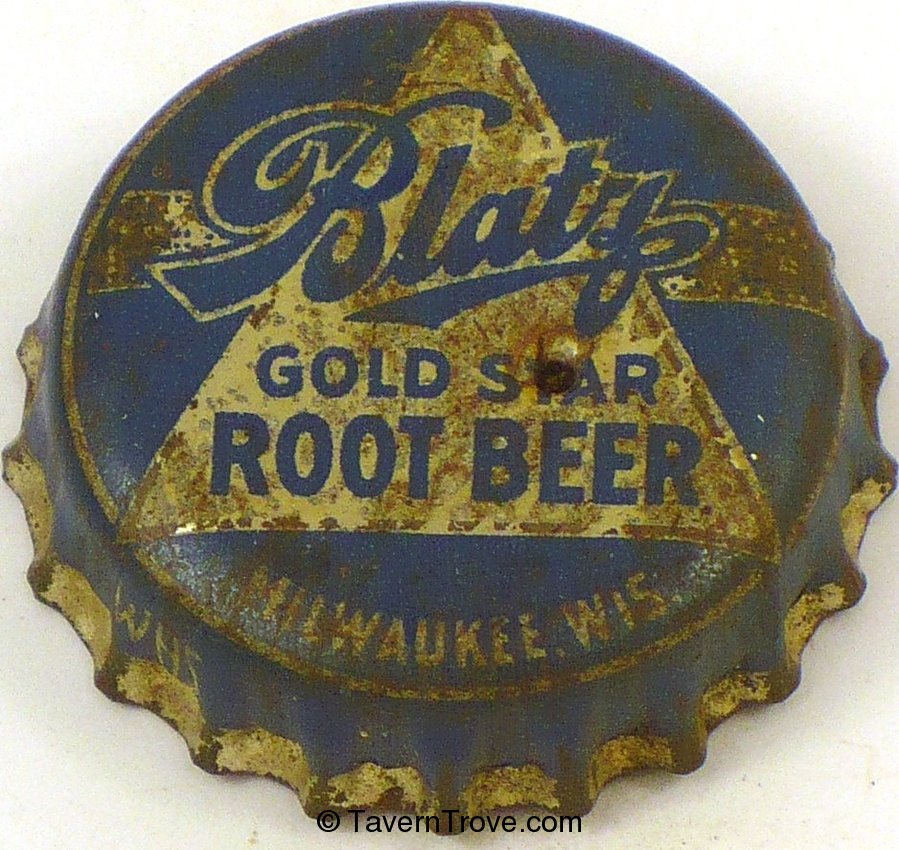 Blatz
GOLD STAR
ROOT BEER
MILWAUKEE, WIS
© TavernTrove.com